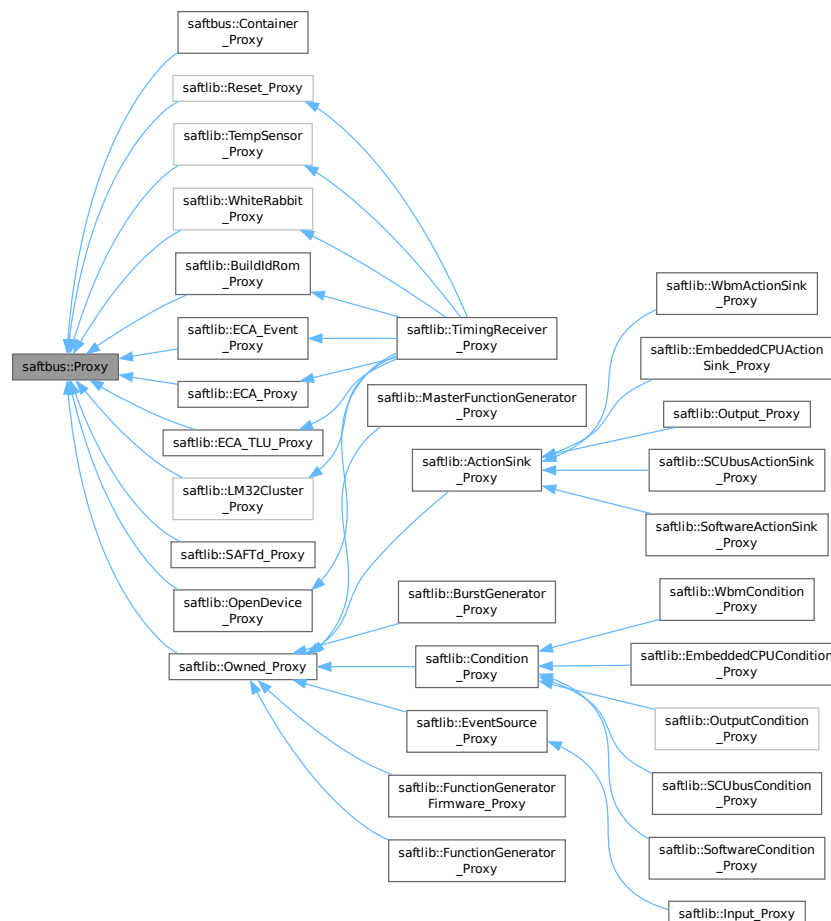 saftbus::Container
_Proxy
saftlib::Reset_Proxy
saftlib::TempSensor
_Proxy
saftlib::WhiteRabbit
_Proxy
saftlib::BuildIdRom
_Proxy
saftlib::ECA_Event
_Proxy
saftbus::Proxy
saftlib::ECA_Proxy
saftlib::ECA_TLU_Proxy
saftlib::LM32Cluster
_Proxy
saftlib::SAFTd_Proxy
saftlib::OpenDevice
_Proxy
saftlib::Owned_Proxy
saftlib::TimingReceiver
_Proxy
saftlib::MasterFunctionGenerator
_Proxy
saftlib::ActionSink
_Proxy
saftlib::BurstGenerator
_Proxy
saftlib::Condition
_Proxy
saftlib::EventSource
_Proxy
saftlib::FunctionGenerator
Firmware_Proxy
saftlib::FunctionGenerator
_Proxy
saftlib::WbmActionSink
_Proxy
saftlib::EmbeddedCPUAction
Sink_Proxy
saftlib::Output_Proxy
saftlib::SCUbusActionSink
_Proxy
saftlib::SoftwareActionSink
_Proxy
saftlib::WbmCondition
_Proxy
saftlib::EmbeddedCPUCondition
_Proxy
saftlib::OutputCondition
_Proxy
saftlib::SCUbusCondition
_Proxy
saftlib::SoftwareCondition
_Proxy
saftlib::Input_Proxy